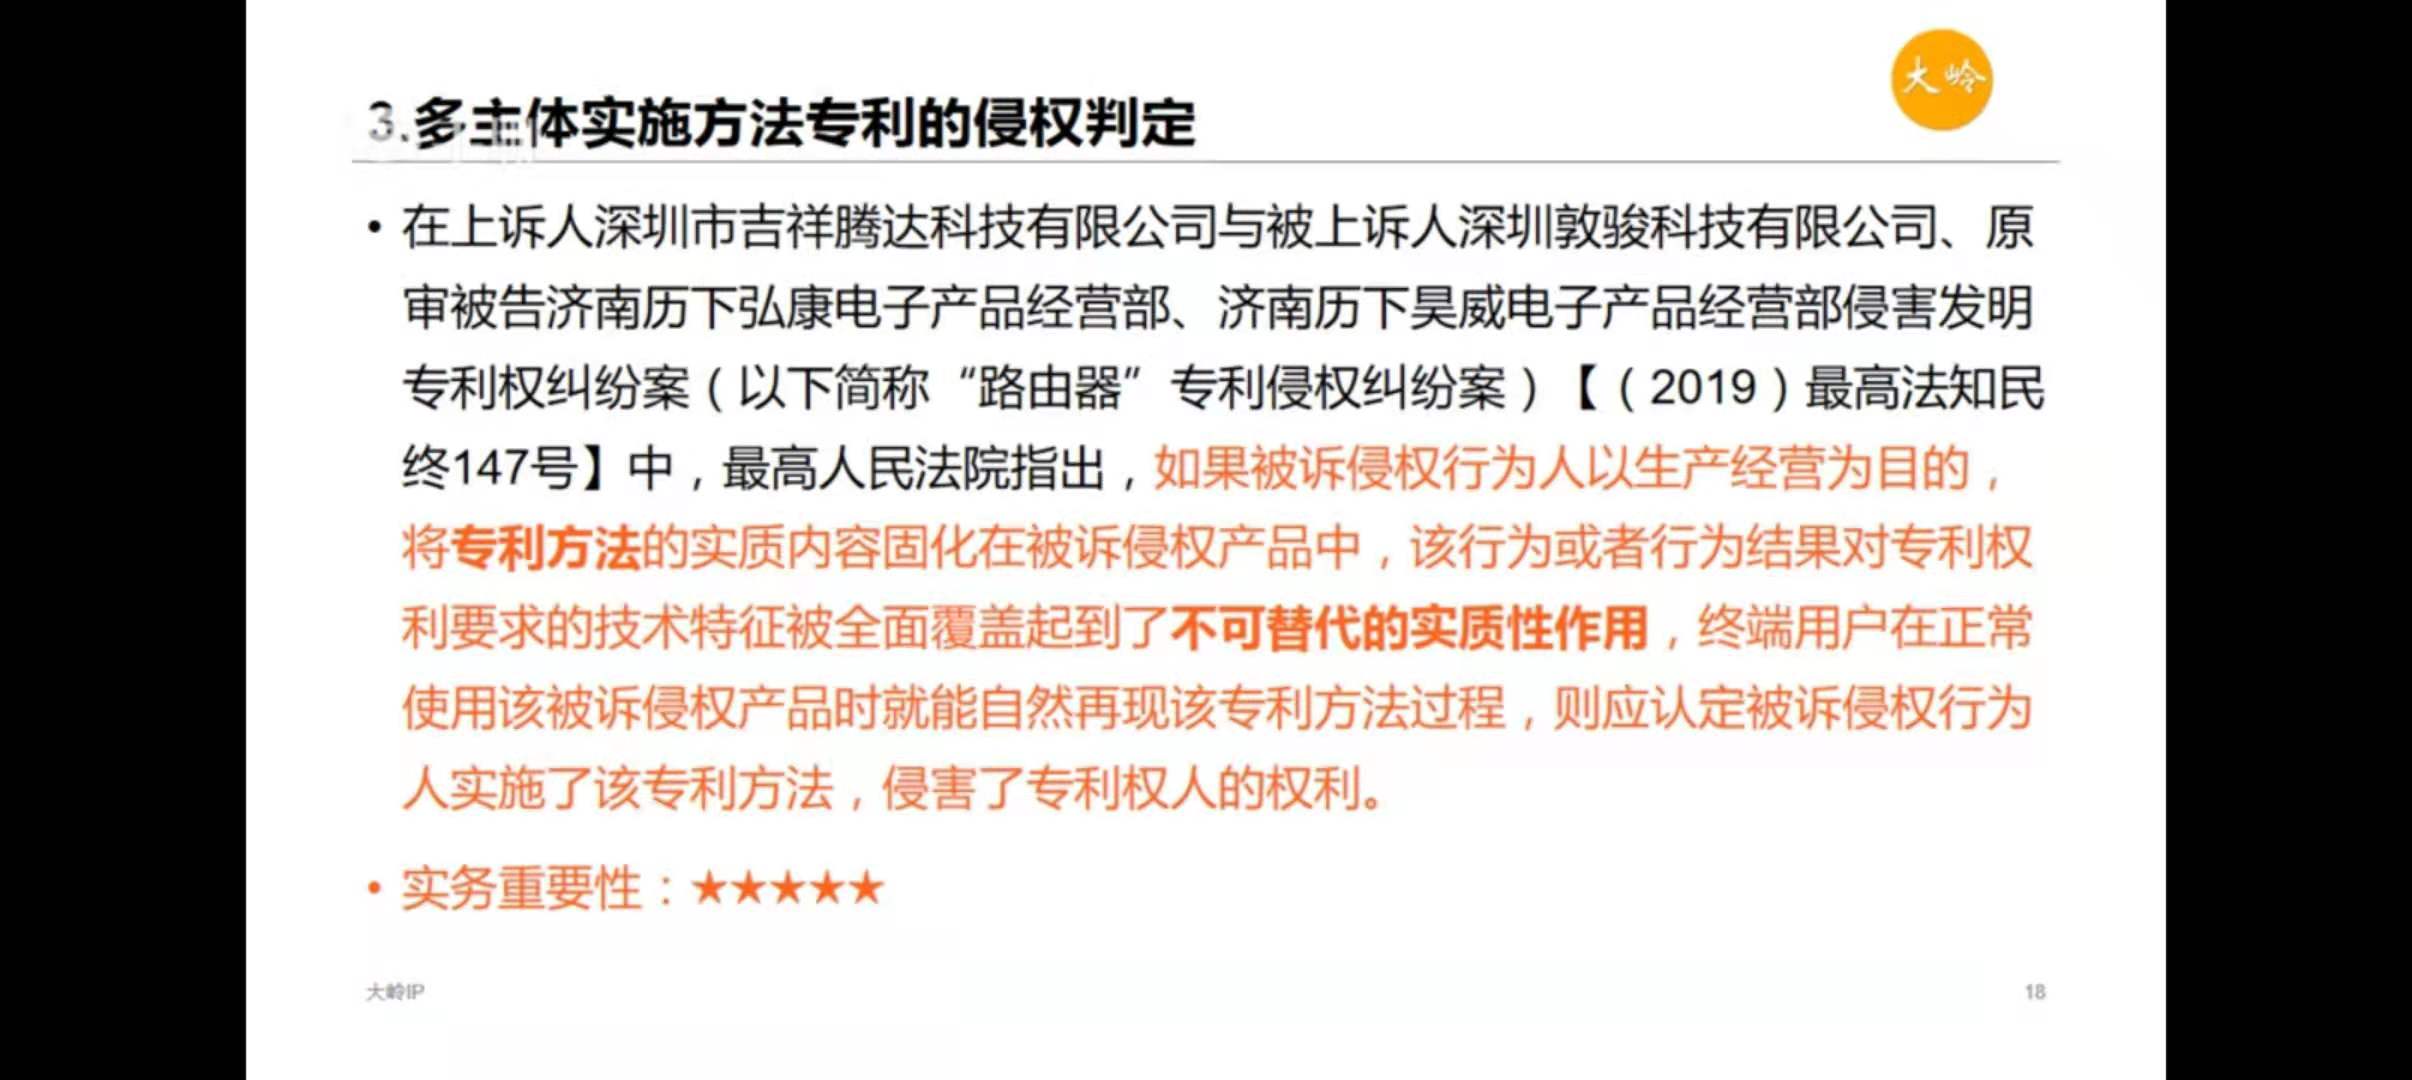 大岭
3.多主体实施方法专利的侵权判定
• 在上诉人深圳市吉祥腾达科技有限公司与被上诉人深圳敦骏科技有限公司、原
审被告济南历下弘康电子产品经营部、济南历下昊威电子产品经营部侵害发明
专利权纠纷案（以下简称“路由器”专利侵权纠纷案）【（2019）最高法知民
终147号】中，最高人民法院指出，如果被诉侵权行为人以生产经营为目的，
将专利方法的实质内容固化在被诉侵权产品中，该行为或者行为结果对专利权
利要求的技术特征被全面覆盖起到了不可替代的实质性作用，终端用户在正常
使用该被诉侵权产品时就能自然再现该专利方法过程，则应认定被诉侵权行为
人实施了该专利方法，侵害了专利权人的权利。
• 实务重要性：★★★★★
大岭IP
18